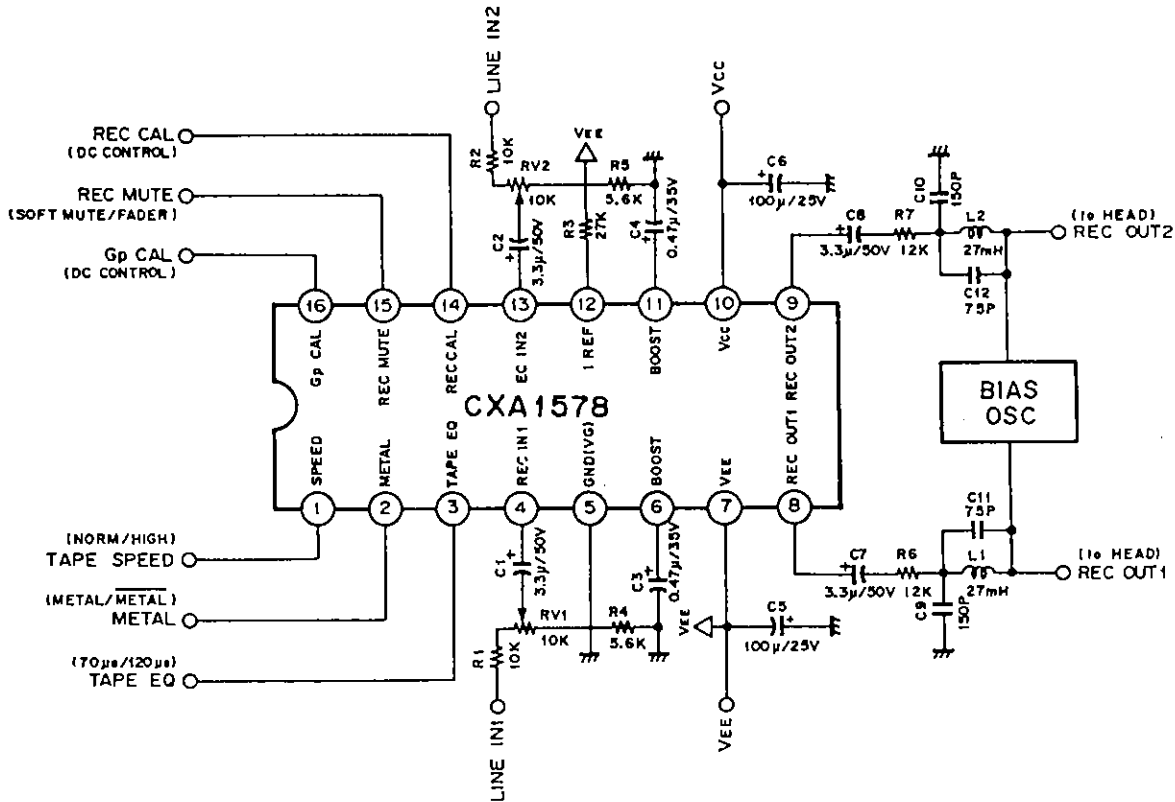 LINE IN2
VCC
REC CAL
(DC CONTROL)
REC MUTE
(SOFT MUTE/FADER)
Gp CAL
(DC CONTROL)
R2
10K
RV2
10K
VEE
R5
5.6K
C2
3.3μ/50V
R3
27K
C4
0.47μ/35V
C6
100μ/25V
C8
3.3μ/50V
R7
12K
C10
150P
L2
27mH
C12
75P
(to HEAD)
REC OUT2
16
15
14
13
12
11
10
9
Gp CAL
REC MUTE
REC CAL
EC IN2
I REF
BOOST
VCC
REC OUT2
CXA1578
BIAS
OSC
SPEED
METAL
TAPE EQ
REC IN1
GND(VG)
BOOST
VEE
REC OUT1
1
2
3
4
5
6
7
8
(NORM/HIGH)
TAPE SPEED
(METAL/M̅E̅T̅A̅L̅)
METAL
(70μs/120μs)
TAPE EQ
C1
3.3μ/50V
RV1
10K
R1
10K
R4
5.6K
C3
0.47μ/35V
VEE
C5
100μ/25V
C7
3.3μ/50V
R6
12K
C9
150P
C11
75P
L1
27mH
(to HEAD)
REC OUT1
LINE IN1
VEE